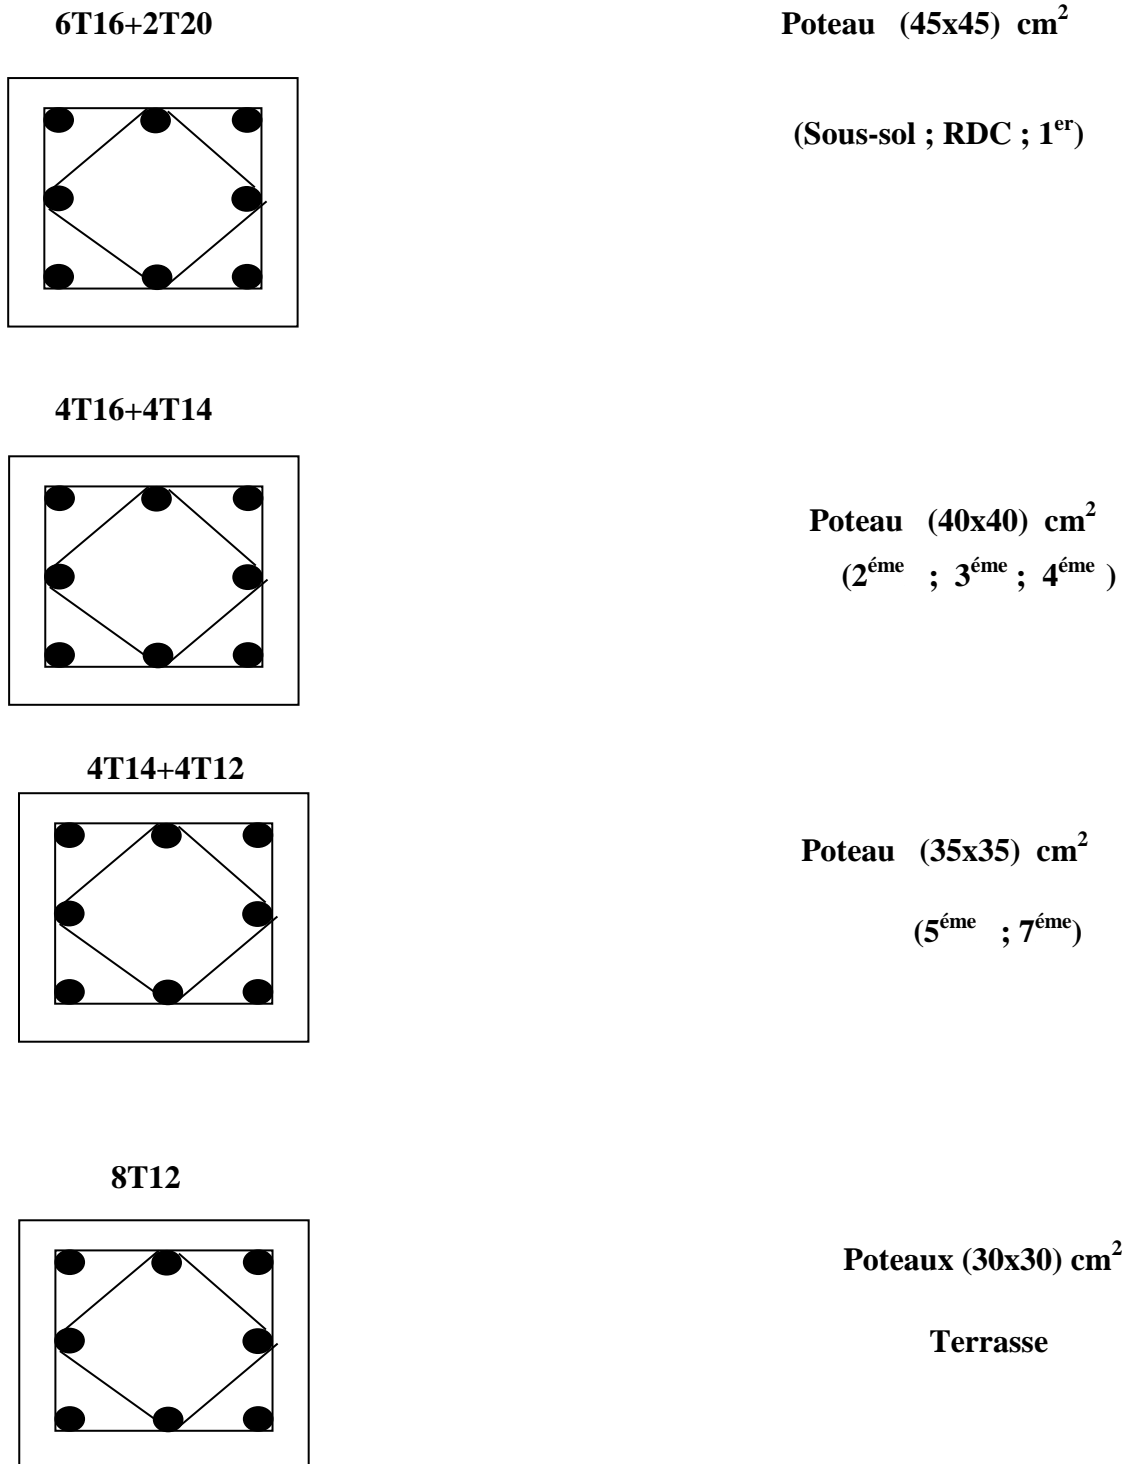 6T16+2T20
Poteau (45x45) cm²
(Sous-sol ; RDC ; 1er)
4T16+4T14
Poteau (40x40) cm²
(2éme ; 3éme ; 4éme )
4T14+4T12
Poteau (35x35) cm²
(5éme ; 7éme)
8T12
Poteaux (30x30) cm²
Terrasse